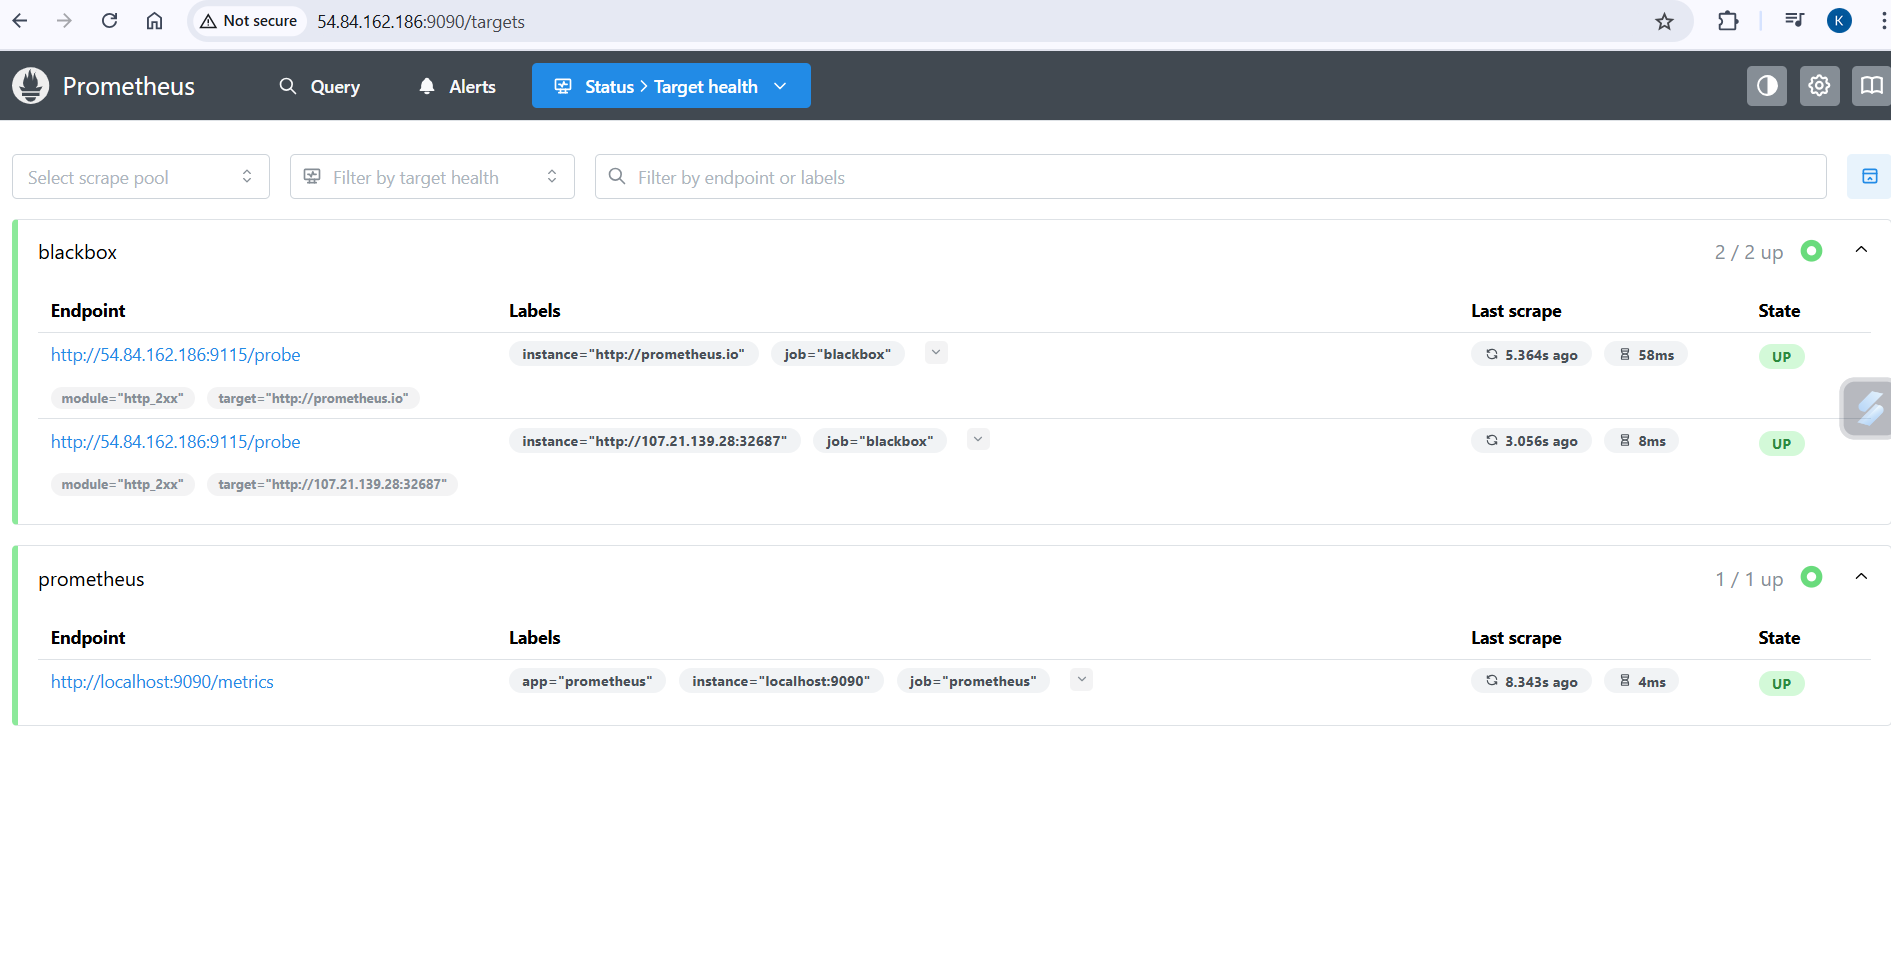 Not secure 54.84.162.186:9090/targets K
Prometheus Query Alerts Status > Target health
Select scrape pool Filter by target health Filter by endpoint or labels
blackbox 2 / 2 up
Endpoint Labels Last scrape State
http://54.84.162.186:9115/probe instance="http://prometheus.io" job="blackbox" 5.364s ago 58ms UP
module="http_2xx" target="http://prometheus.io"
http://54.84.162.186:9115/probe instance="http://107.21.139.28:32687" job="blackbox" 3.056s ago 8ms UP
module="http_2xx" target="http://107.21.139.28:32687"
prometheus 1 / 1 up
Endpoint Labels Last scrape State
http://localhost:9090/metrics app="prometheus" instance="localhost:9090" job="prometheus" 8.343s ago 4ms UP